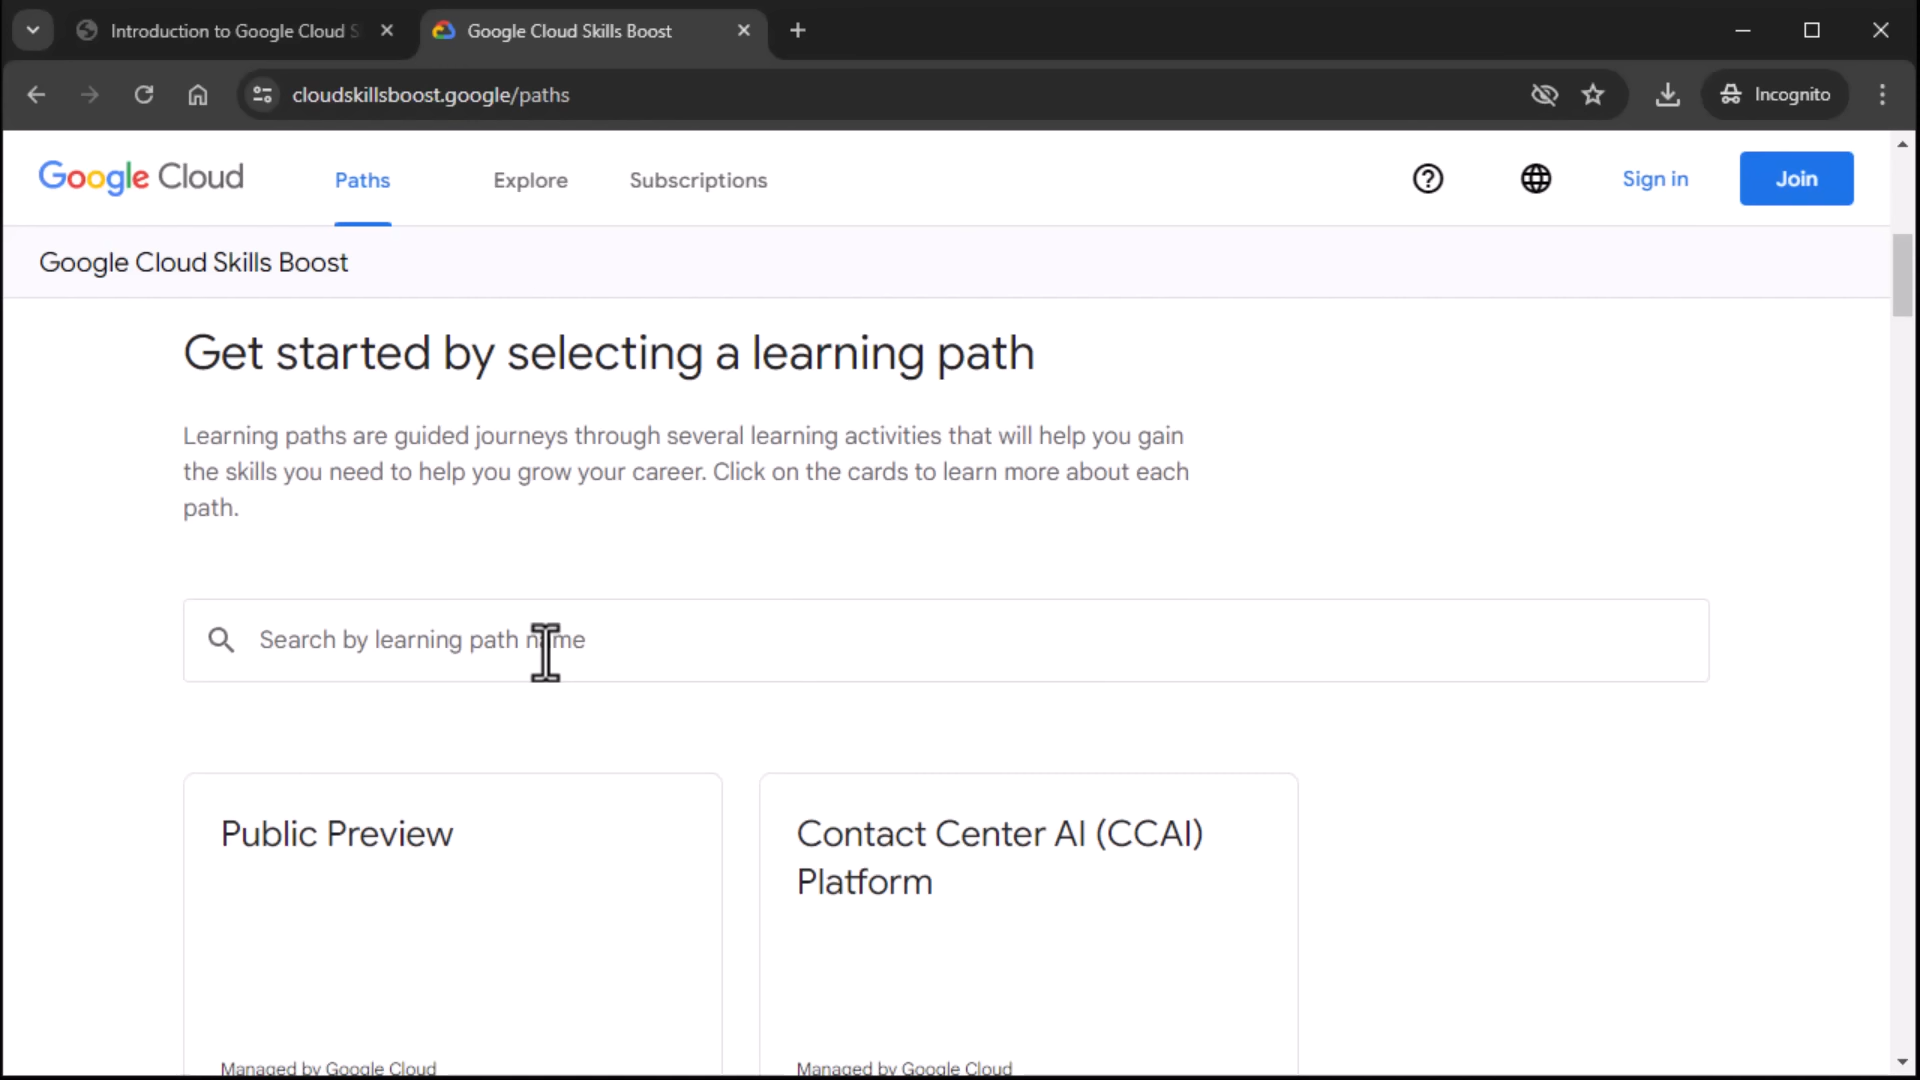 Introduction to Google Cloud S
Google Cloud Skills Boost
cloudskillsboost.google/paths
Incognito
Google Cloud
Paths
Explore
Subscriptions
Sign in
Join
Google Cloud Skills Boost
Get started by selecting a learning path
Learning paths are guided journeys through several learning activities that will help you gain
the skills you need to help you grow your career. Click on the cards to learn more about each
path.
Search by learning path name
Public Preview
Contact Center AI (CCAI)
Platform
Managed by Google Cloud
Managed by Google Cloud